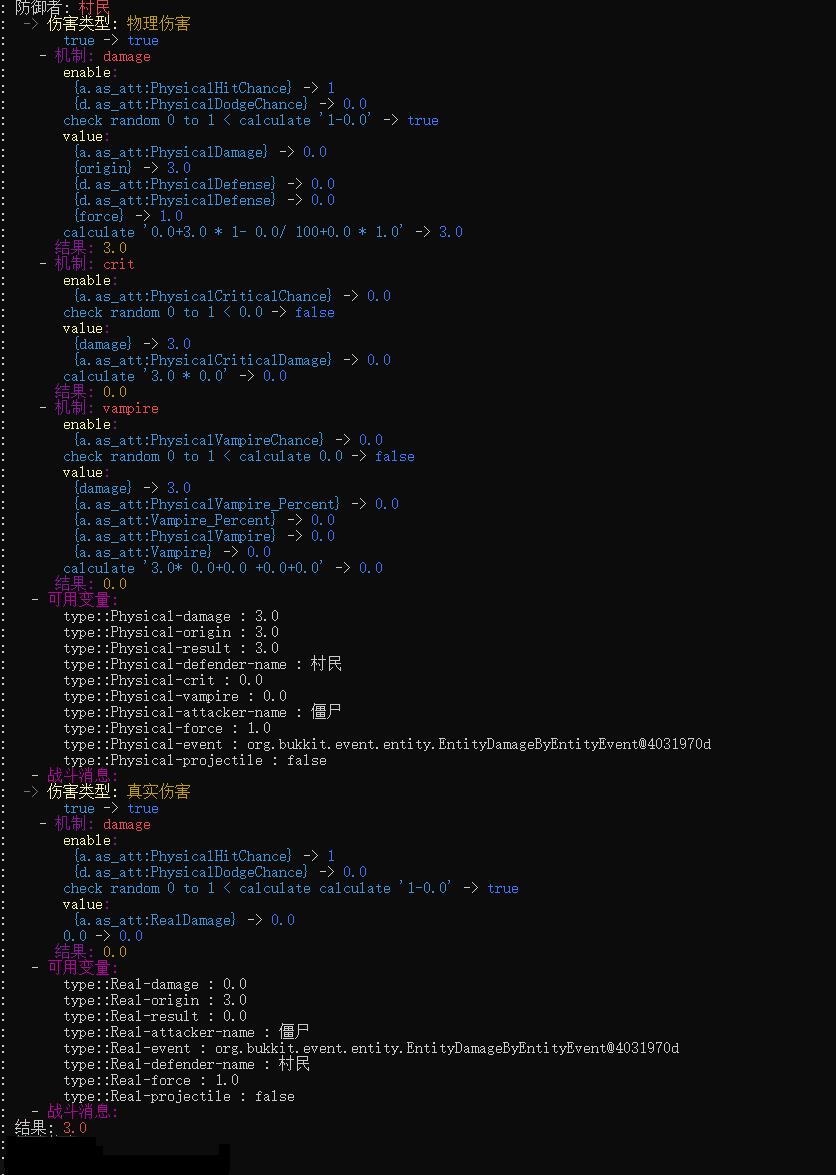 : 防御者: 村民
:  -> 伤害类型: 物理伤害
:       true -> true
:    - 机制: damage
:       enable:
:        {a.as_att:PhysicalHitChance} -> 1
:        {d.as_att:PhysicalDodgeChance} -> 0.0
:       check random 0 to 1 < calculate '1-0.0' -> true
:       value:
:        {a.as_att:PhysicalDamage} -> 0.0
:        {origin} -> 3.0
:        {d.as_att:PhysicalDefense} -> 0.0
:        {d.as_att:PhysicalDefense} -> 0.0
:        {force} -> 1.0
:       calculate '0.0+3.0 * 1- 0.0/ 100+0.0 * 1.0' -> 3.0
:      结果: 3.0
:    - 机制: crit
:       enable:
:        {a.as_att:PhysicalCriticalChance} -> 0.0
:       check random 0 to 1 < 0.0 -> false
:       value:
:        {damage} -> 3.0
:        {a.as_att:PhysicalCriticalDamage} -> 0.0
:       calculate '3.0 * 0.0' -> 0.0
:      结果: 0.0
:    - 机制: vampire
:       enable:
:        {a.as_att:PhysicalVampireChance} -> 0.0
:       check random 0 to 1 < calculate 0.0 -> false
:       value:
:        {damage} -> 3.0
:        {a.as_att:PhysicalVampire_Percent} -> 0.0
:        {a.as_att:Vampire_Percent} -> 0.0
:        {a.as_att:PhysicalVampire} -> 0.0
:        {a.as_att:Vampire} -> 0.0
:       calculate '3.0* 0.0+0.0 +0.0+0.0' -> 0.0
:      结果: 0.0
:   - 可用变量:
:       type::Physical-damage : 3.0
:       type::Physical-origin : 3.0
:       type::Physical-result : 3.0
:       type::Physical-defender-name : 村民
:       type::Physical-crit : 0.0
:       type::Physical-vampire : 0.0
:       type::Physical-attacker-name : 僵尸
:       type::Physical-force : 1.0
:       type::Physical-event : org.bukkit.event.entity.EntityDamageByEntityEvent@4031970d
:       type::Physical-projectile : false
:   - 战斗消息:
:  -> 伤害类型: 真实伤害
:       true -> true
:    - 机制: damage
:       enable:
:        {a.as_att:PhysicalHitChance} -> 1
:        {d.as_att:PhysicalDodgeChance} -> 0.0
:       check random 0 to 1 < calculate calculate '1-0.0' -> true
:       value:
:        {a.as_att:RealDamage} -> 0.0
:       0.0 -> 0.0
:      结果: 0.0
:   - 可用变量:
:       type::Real-damage : 0.0
:       type::Real-origin : 3.0
:       type::Real-result : 0.0
:       type::Real-attacker-name : 僵尸
:       type::Real-event : org.bukkit.event.entity.EntityDamageByEntityEvent@4031970d
:       type::Real-defender-name : 村民
:       type::Real-force : 1.0
:       type::Real-projectile : false
:   - 战斗消息:
: 结果: 3.0
: